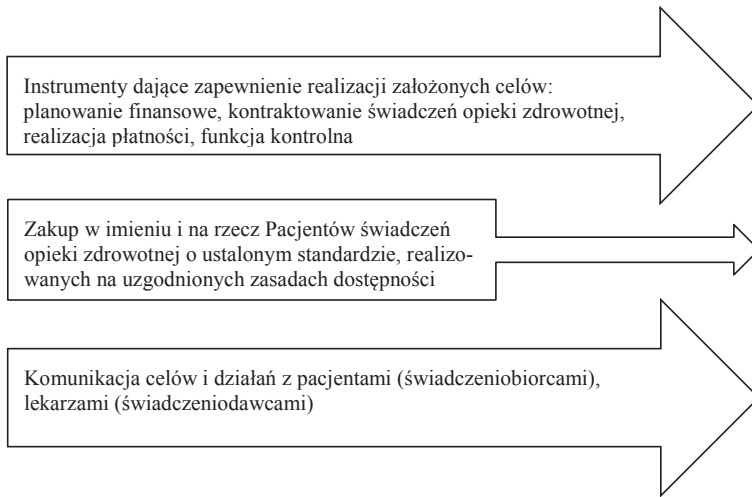 Instrumenty dające zapewnienie realizacji założonych celów:
planowanie finansowe, kontraktowanie świadczeń opieki zdrowotnej,
realizacja płatności, funkcja kontrolna
Zakup w imieniu i na rzecz Pacjentów świadczeń
opieki zdrowotnej o ustalonym standardzie, realizo-
wanych na uzgodnionych zasadach dostępności
Komunikacja celów i działań z pacjentami (świadczeniobiorcami),
lekarzami (świadczeniodawcami)